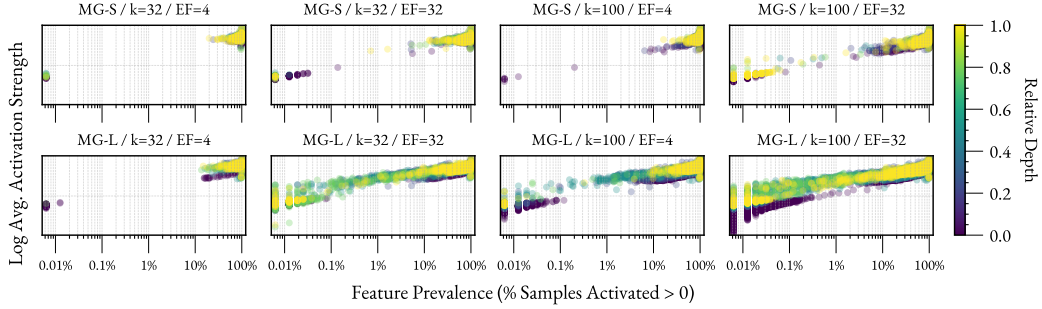 MG-S / k=32 / EF=4
MG-S / k=32 / EF=32
MG-S / k=100 / EF=4
MG-S / k=100 / EF=32
MG-L / k=32 / EF=4
MG-L / k=32 / EF=32
MG-L / k=100 / EF=4
MG-L / k=100 / EF=32
Log Avg. Activation Strength
0.01% 0.1% 1% 10% 100%
0.01% 0.1% 1% 10% 100%
0.01% 0.1% 1% 10% 100%
0.01% 0.1% 1% 10% 100%
Feature Prevalence (% Samples Activated > 0)
1.0
0.8
0.6
0.4
0.2
0.0
Relative Depth